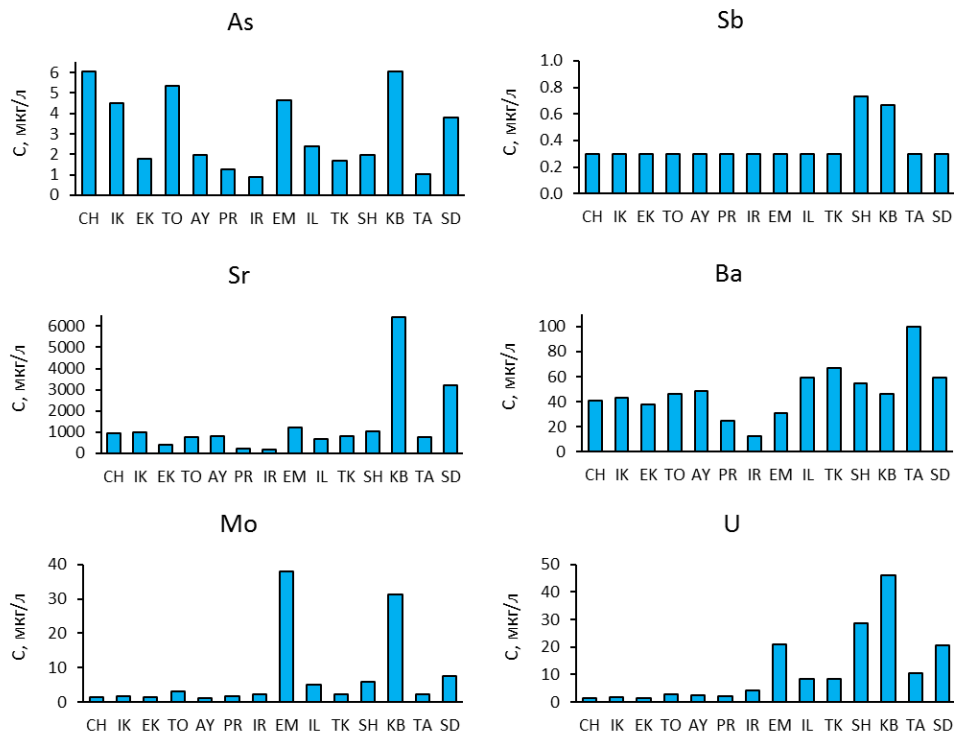 As
С, мкг/л
6
5
4
3
2
1
0
CH IK EK TO AY PR IR EM IL TK SH KB TA SD
Sb
С, мкг/л
1.0
0.8
0.6
0.4
0.2
0.0
CH IK EK TO AY PR IR EM IL TK SH KB TA SD
Sr
С, мкг/л
6000
5000
4000
3000
2000
1000
0
CH IK EK TO AY PR IR EM IL TK SH KB TA SD
Ba
С, мкг/л
100
80
60
40
20
0
CH IK EK TO AY PR IR EM IL TK SH KB TA SD
Mo
С, мкг/л
40
30
20
10
0
CH IK EK TO AY PR IR EM IL TK SH KB TA SD
U
С, мкг/л
50
40
30
20
10
0
CH IK EK TO AY PR IR EM IL TK SH KB TA SD